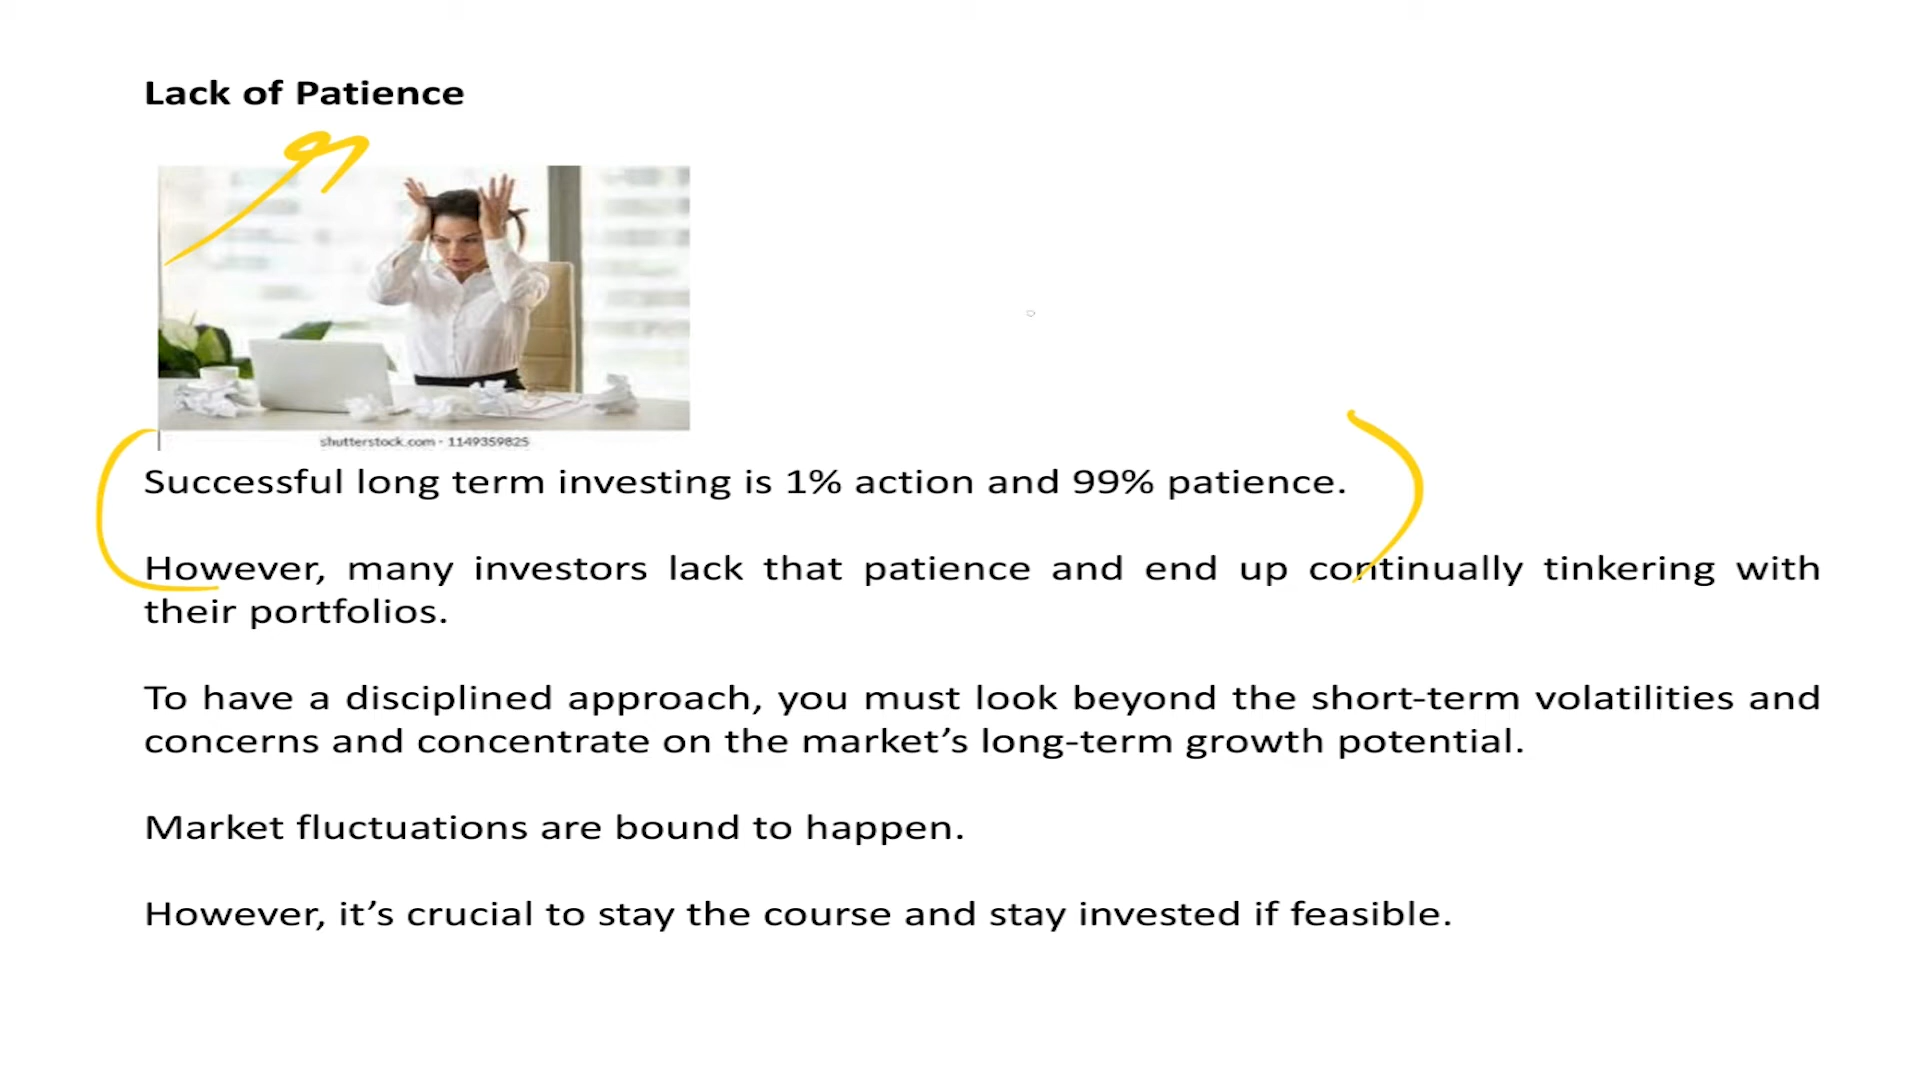 Lack of Patience
shutterstock.com · 1149359825
Successful long term investing is 1% action and 99% patience.
However, many investors lack that patience and end up continually tinkering with
their portfolios.
To have a disciplined approach, you must look beyond the short-term volatilities and
concerns and concentrate on the market’s long-term growth potential.
Market fluctuations are bound to happen.
However, it’s crucial to stay the course and stay invested if feasible.